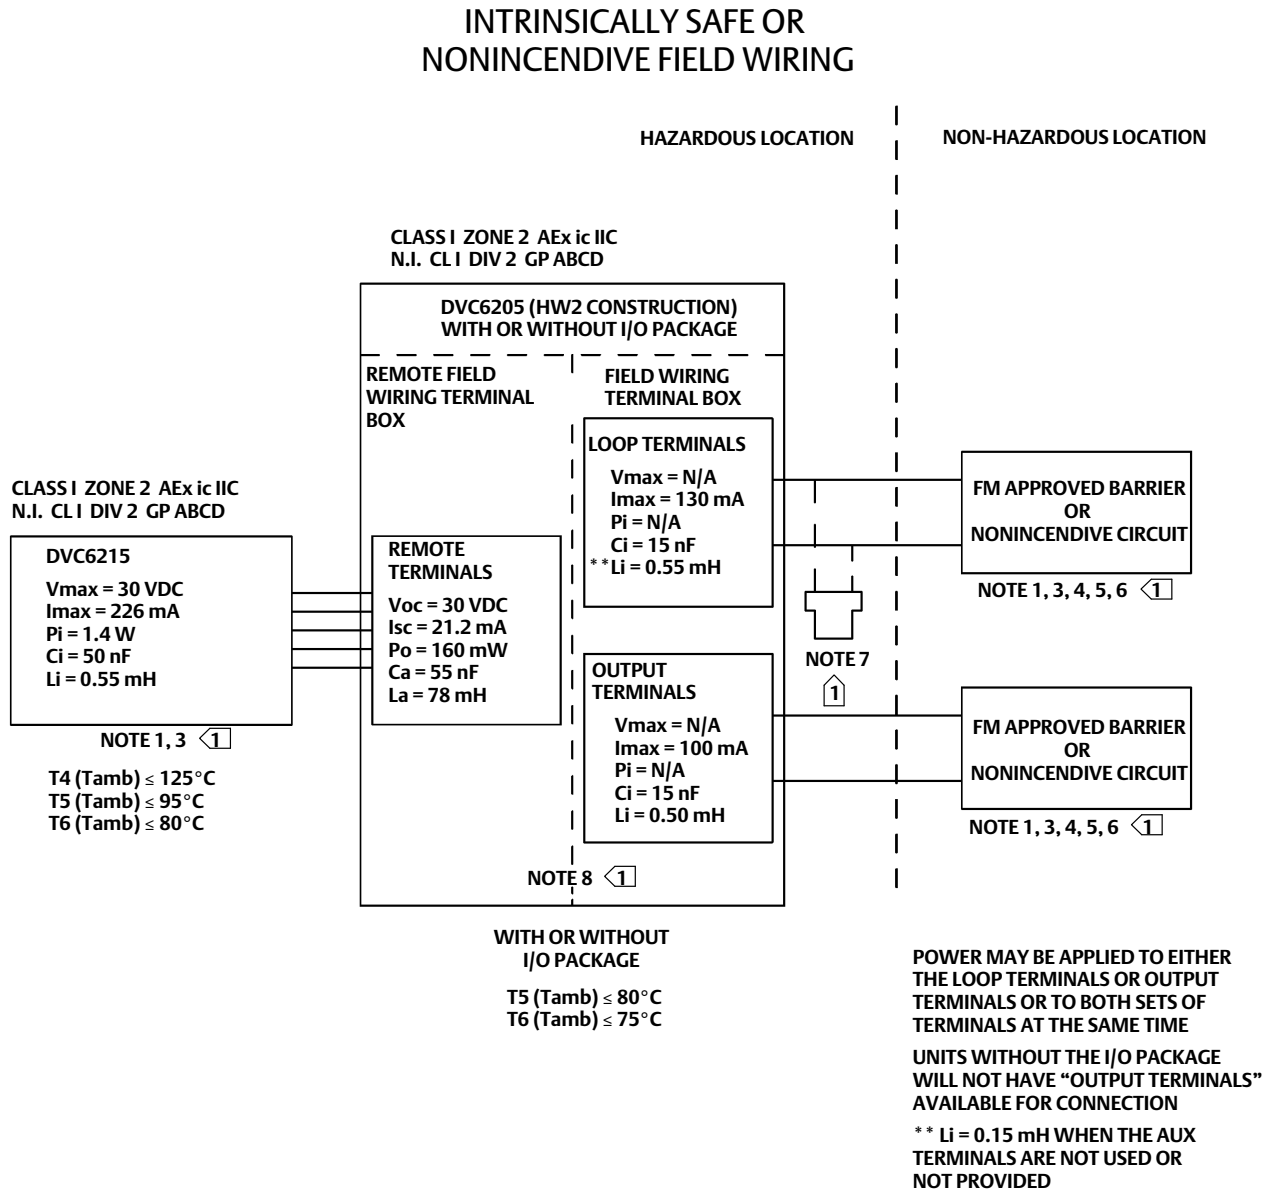 INTRINSICALLY SAFE OR
NONINCENDIVE FIELD WIRING
HAZARDOUS LOCATION
NON-HAZARDOUS LOCATION
CLASS I ZONE 2 AEx ic IIC
N.I. CL I DIV 2 GP ABCD
DVC6205 (HW2 CONSTRUCTION)
WITH OR WITHOUT I/O PACKAGE
REMOTE FIELD
WIRING TERMINAL
BOX
FIELD WIRING
TERMINAL BOX
LOOP TERMINALS
Vmax = N/A
Imax = 130 mA
Pi = N/A
Ci = 15 nF
**Li = 0.55 mH
FM APPROVED BARRIER
OR
NONINCENDIVE CIRCUIT
NOTE 1, 3, 4, 5, 6 1
CLASS I ZONE 2 AEx ic IIC
N.I. CL I DIV 2 GP ABCD
DVC6215
Vmax = 30 VDC
Imax = 226 mA
Pi = 1.4 W
Ci = 50 nF
Li = 0.55 mH
NOTE 1, 3 1
T4 (Tamb) ≤ 125°C
T5 (Tamb) ≤ 95°C
T6 (Tamb) ≤ 80°C
REMOTE
TERMINALS
Voc = 30 VDC
Isc = 21.2 mA
Po = 160 mW
Ca = 55 nF
La = 78 mH
NOTE 7
1
OUTPUT
TERMINALS
Vmax = N/A
Imax = 100 mA
Pi = N/A
Ci = 15 nF
Li = 0.50 mH
FM APPROVED BARRIER
OR
NONINCENDIVE CIRCUIT
NOTE 1, 3, 4, 5, 6 1
NOTE 8 1
WITH OR WITHOUT
I/O PACKAGE
T5 (Tamb) ≤ 80°C
T6 (Tamb) ≤ 75°C
POWER MAY BE APPLIED TO EITHER
THE LOOP TERMINALS OR OUTPUT
TERMINALS OR TO BOTH SETS OF
TERMINALS AT THE SAME TIME
UNITS WITHOUT THE I/O PACKAGE
WILL NOT HAVE “OUTPUT TERMINALS”
AVAILABLE FOR CONNECTION
** Li = 0.15 mH WHEN THE AUX
TERMINALS ARE NOT USED OR
NOT PROVIDED